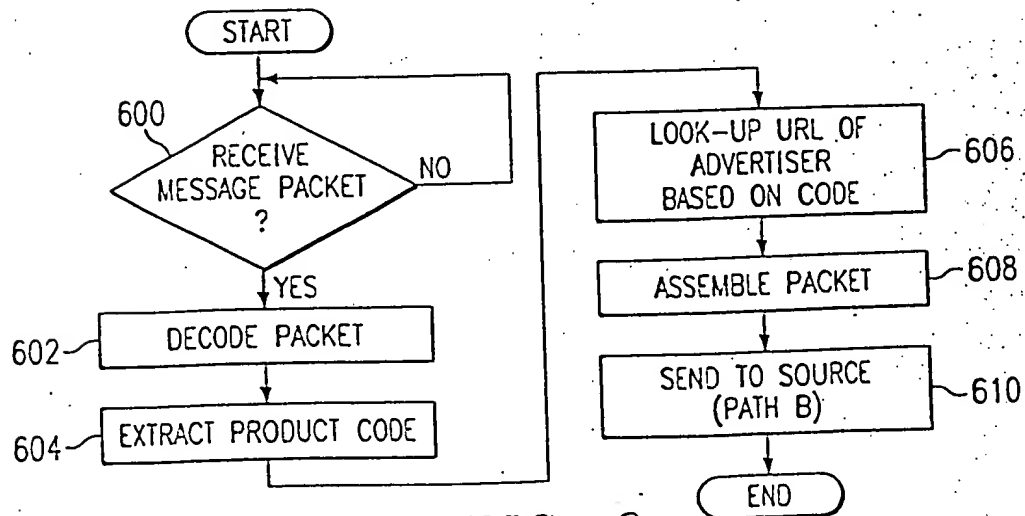 START
600
RECEIVE
MESSAGE PACKET
?
NO
YES
602
DECODE PACKET
604
EXTRACT PRODUCT CODE
LOOK-UP URL OF
ADVERTISER
BASED ON CODE
606
ASSEMBLE PACKET
608
SEND TO SOURCE
(PATH B)
610
END